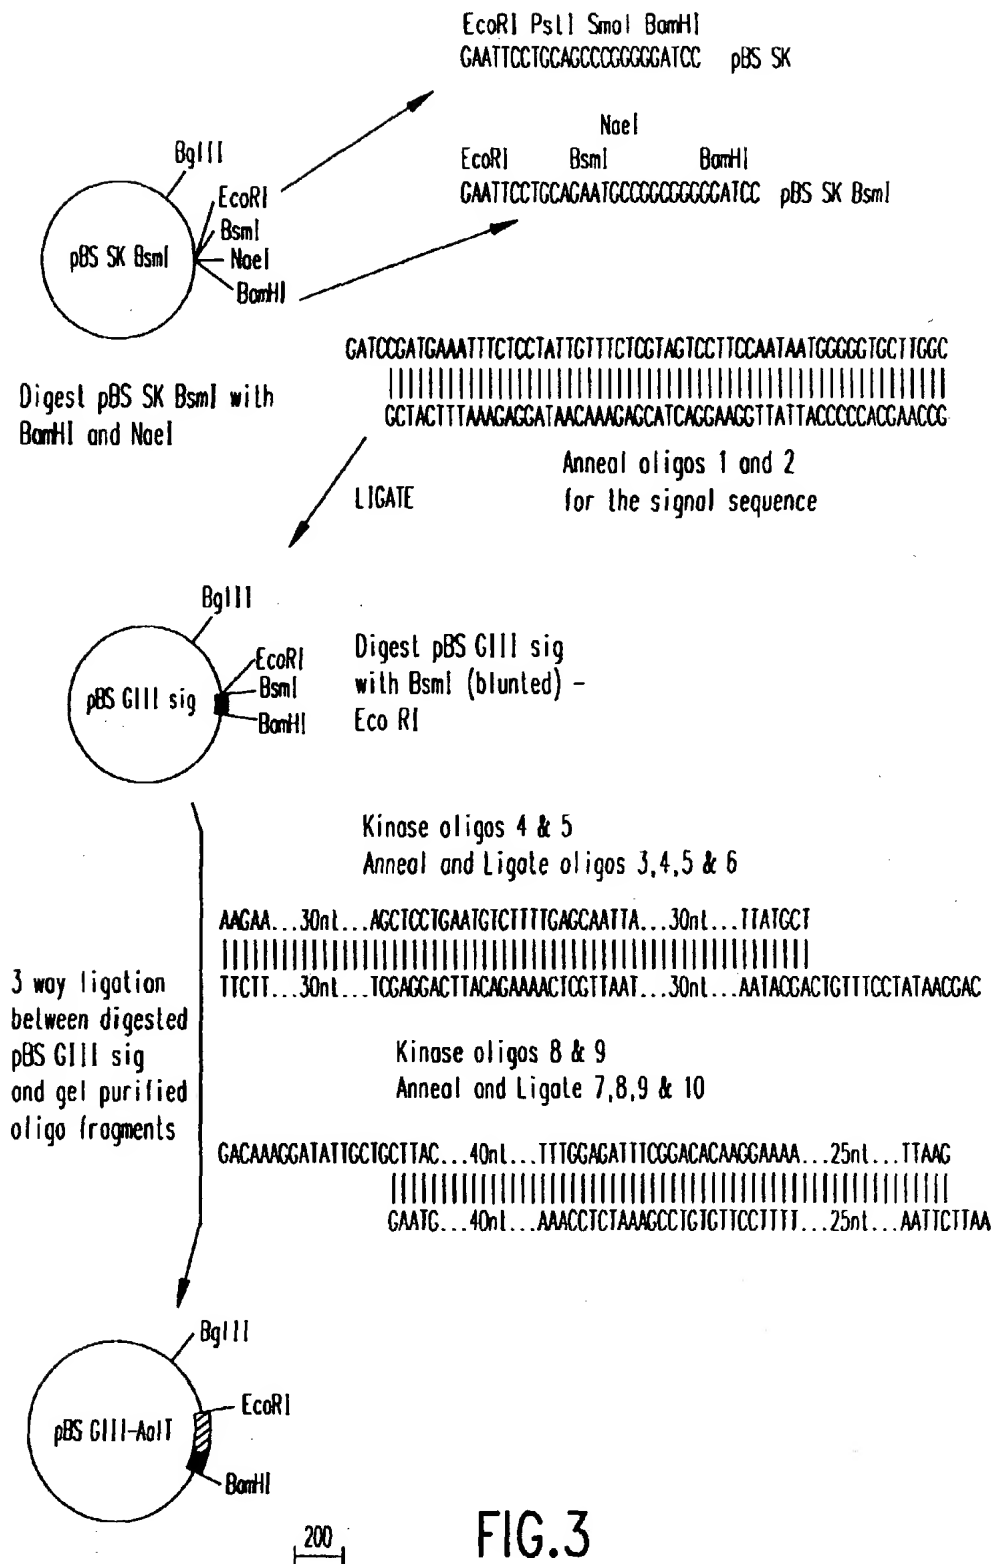 EcoRI PstI SmaI BamHI
GAATTCCTGCAGCCCGGGGGATCC pBS SK
NaeI
EcoRI BsmI BamHI
GAATTCCTGCAGAATGCCGGCGGGGGATCC pBS SK BsmI
BglII
EcoRI
BsmI
NaeI
BamHI
pBS SK BsmI
GATCCGATGAAATTTCTCCTATTGTTTCTCGTAGTCCTTCCAATAATGGGGGTGCTTGGC
GCTACTTTAAAGAGGATAACAAAGAGCATCAGGAAGGTTATTACCCCCACGAACCG
Digest pBS SK BsmI with
BamHI and NaeI
Anneal oligos 1 and 2
for the signal sequence
LIGATE
BglII
EcoRI
BsmI
BamHI
pBS GIII sig
Digest pBS GIII sig
with BsmI (blunted) –
Eco RI
Kinase oligos 4 & 5
Anneal and Ligate oligos 3,4,5 & 6
AAGAA...30nt...AGCTCCTGAATGTCTTTTGAGCAATTA...30nt...TTATGCT
TTCTT...30nt...TCGAGGACTTACAGAAAACTCGTTAAT...30nt...AATACGACTGTTTCCTATAACGAC
3 way ligation
between digested
pBS GIII sig
and gel purified
oligo fragments
Kinase oligos 8 & 9
Anneal and Ligate 7,8,9 & 10
GACAAAGGATATTGCTGCTTAC...40nt...TTTGGAGATTTCGGACACAAGGAAAA...25nt...TTAAG
GAATG...40nt...AAACCTCTAAAGCCTGTGTTCCTTTT...25nt...AATTCTTAA
BglII
EcoRI
BamHI
pBS GIII-AaIT
200
FIG.3